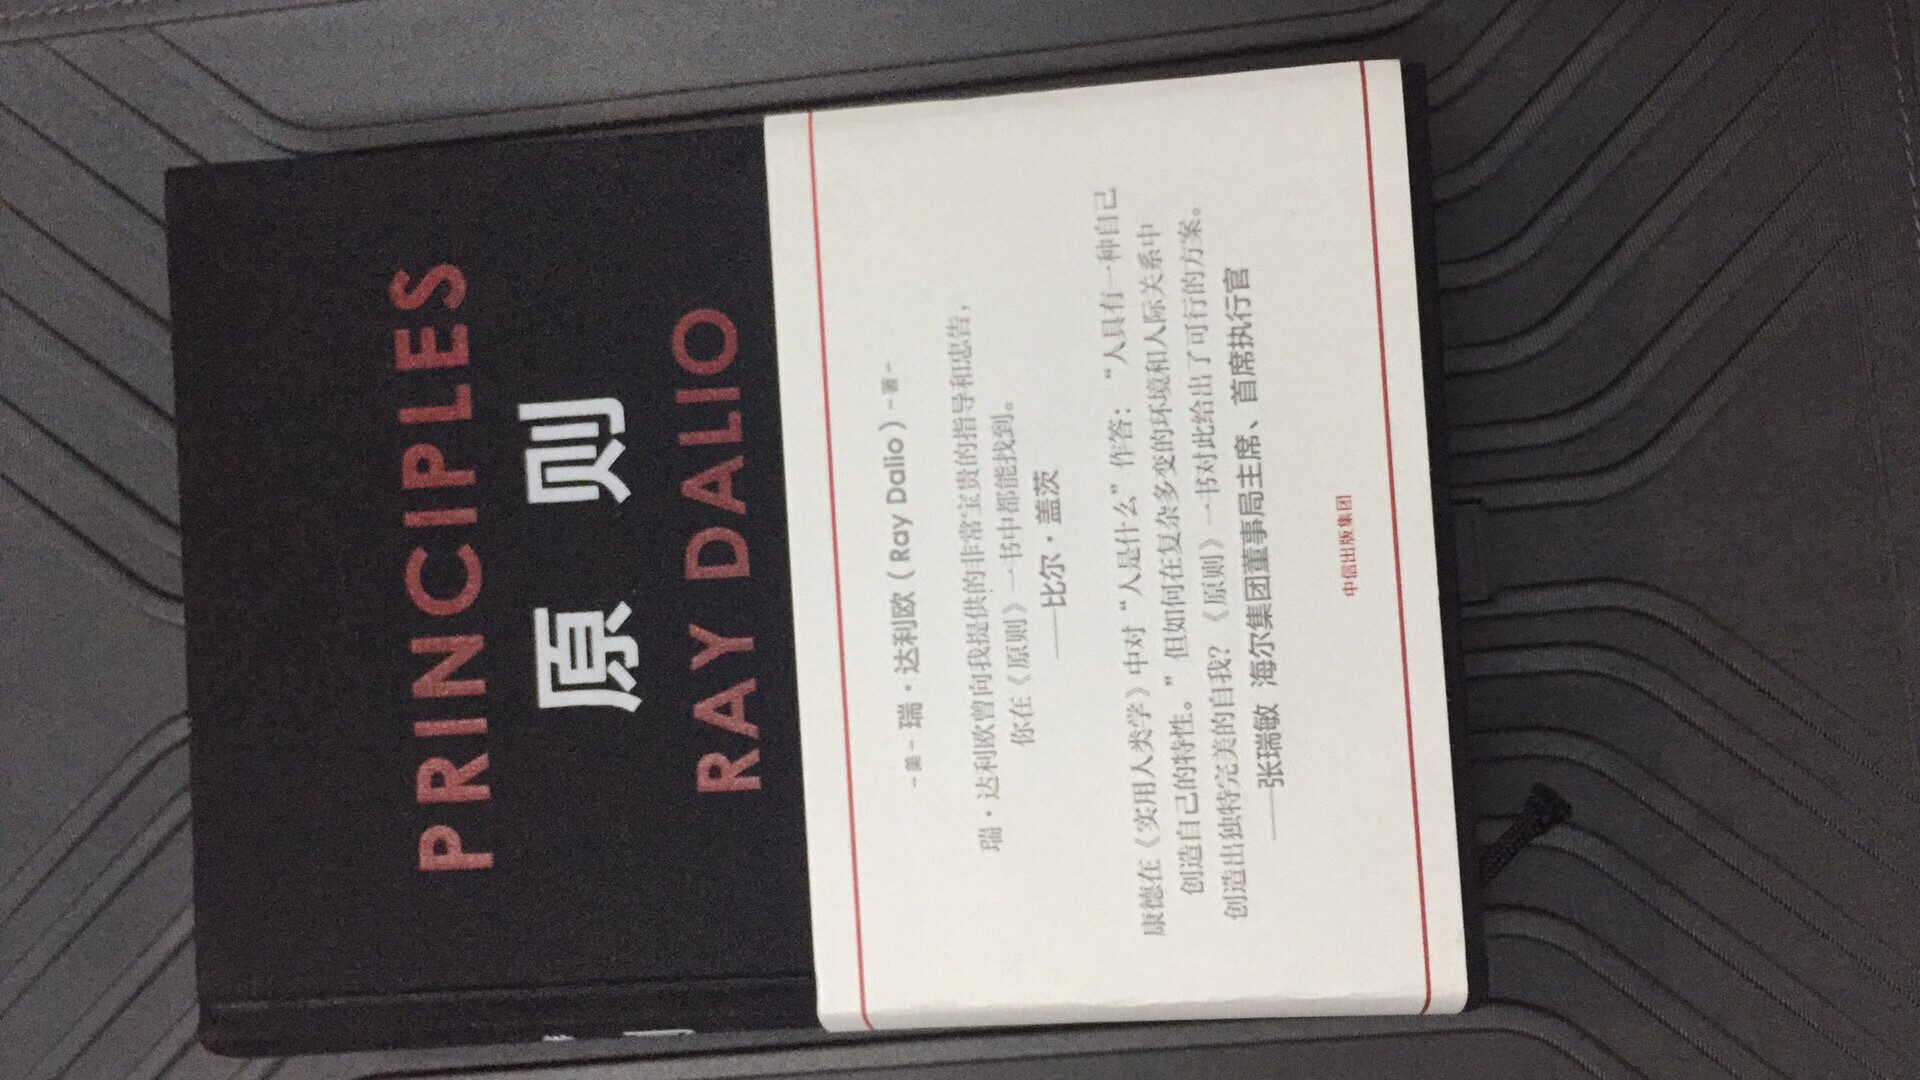 PRINCIPLES
原 则
RAY DALIO
-美- 瑞·达利欧（Ray Dalio）-著-
瑞·达利欧曾向我提供的非常宝贵的指导和忠告，
你在《原则》一书中都能找到。
——比尔·盖茨
康德在《实用人类学》中对“人是什么”作答：“人具有一种自己
创造自己的特性。”但如何在复杂多变的环境和人际关系中
创造出独特完美的自我？《原则》一书对此给出了可行的方案。
——张瑞敏 海尔集团董事局主席、首席执行官
中信出版集团